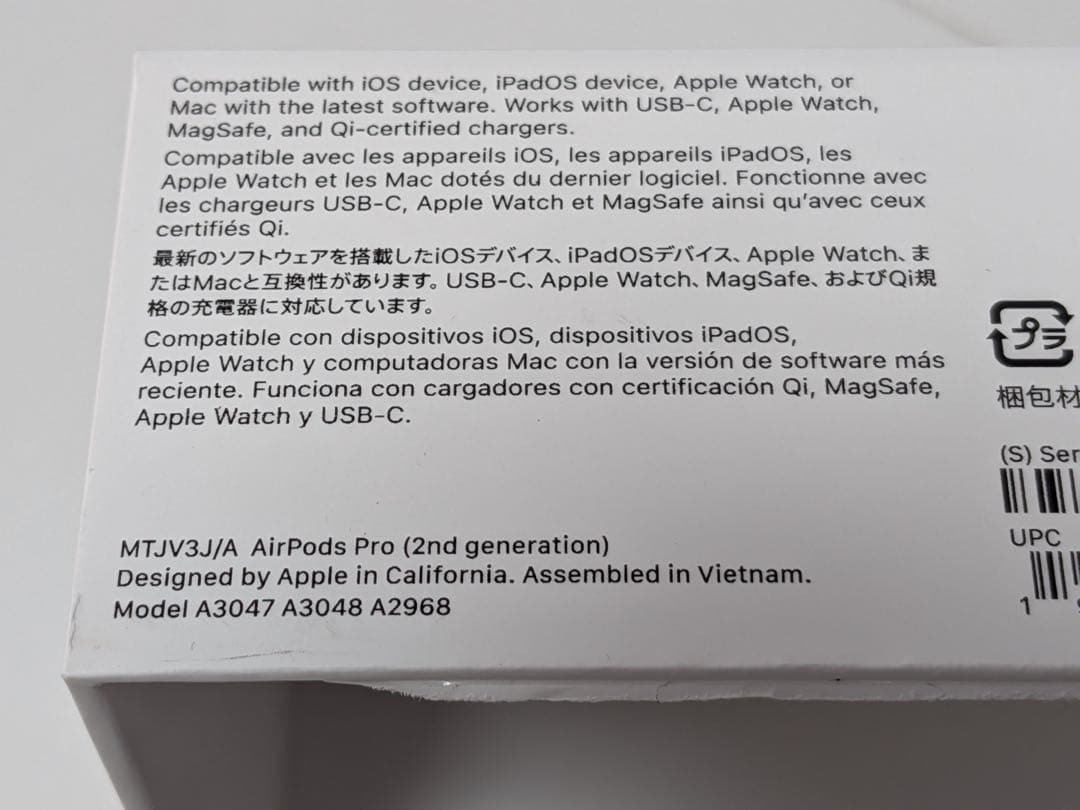 Compatible with iOS device, iPadOS device, Apple Watch, or
Mac with the latest software. Works with USB-C, Apple Watch,
MagSafe, and Qi-certified chargers.
Compatible avec les appareils iOS, les appareils iPadOS, les
Apple Watch et les Mac dotés du dernier logiciel. Fonctionne avec
les chargeurs USB-C, Apple Watch et MagSafe ainsi qu'avec ceux
certifiés Qi.
最新のソフトウェアを搭載したiOSデバイス、iPadOSデバイス、Apple Watch、ま
たはMacと互換性があります。USB-C、Apple Watch、MagSafe、およびQi規
格の充電器に対応しています。
Compatible con dispositivos iOS, dispositivos iPadOS,
Apple Watch y computadoras Mac con la versión de software más
reciente. Funciona con cargadores con certificación Qi, MagSafe,
Apple Watch y USB-C.
MTJV3J/A AirPods Pro (2nd generation)
Designed by Apple in California. Assembled in Vietnam.
Model A3047 A3048 A2968
プラ
梱包材
(S) Ser
UPC
1